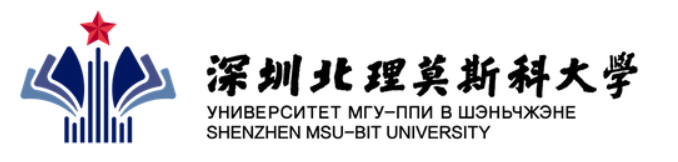 深圳北理莫斯科大學
УНИВЕРСИТЕТ МГУ-ППИ В ШЭНЬЧЖЭНЕ
SHENZHEN MSU-BIT UNIVERSITY